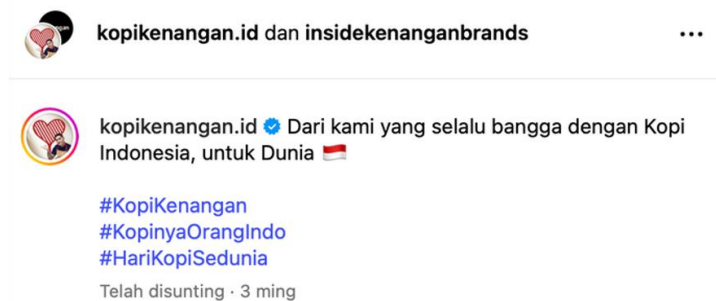 kopikenangan.id dan insidekenanganbrands
kopikenangan.id Dari kami yang selalu bangga dengan Kopi
Indonesia, untuk Dunia 🇮🇩
#KopiKenangan
#KopinyaOrangIndo
#HariKopiSedunia
Telah disunting · 3 ming